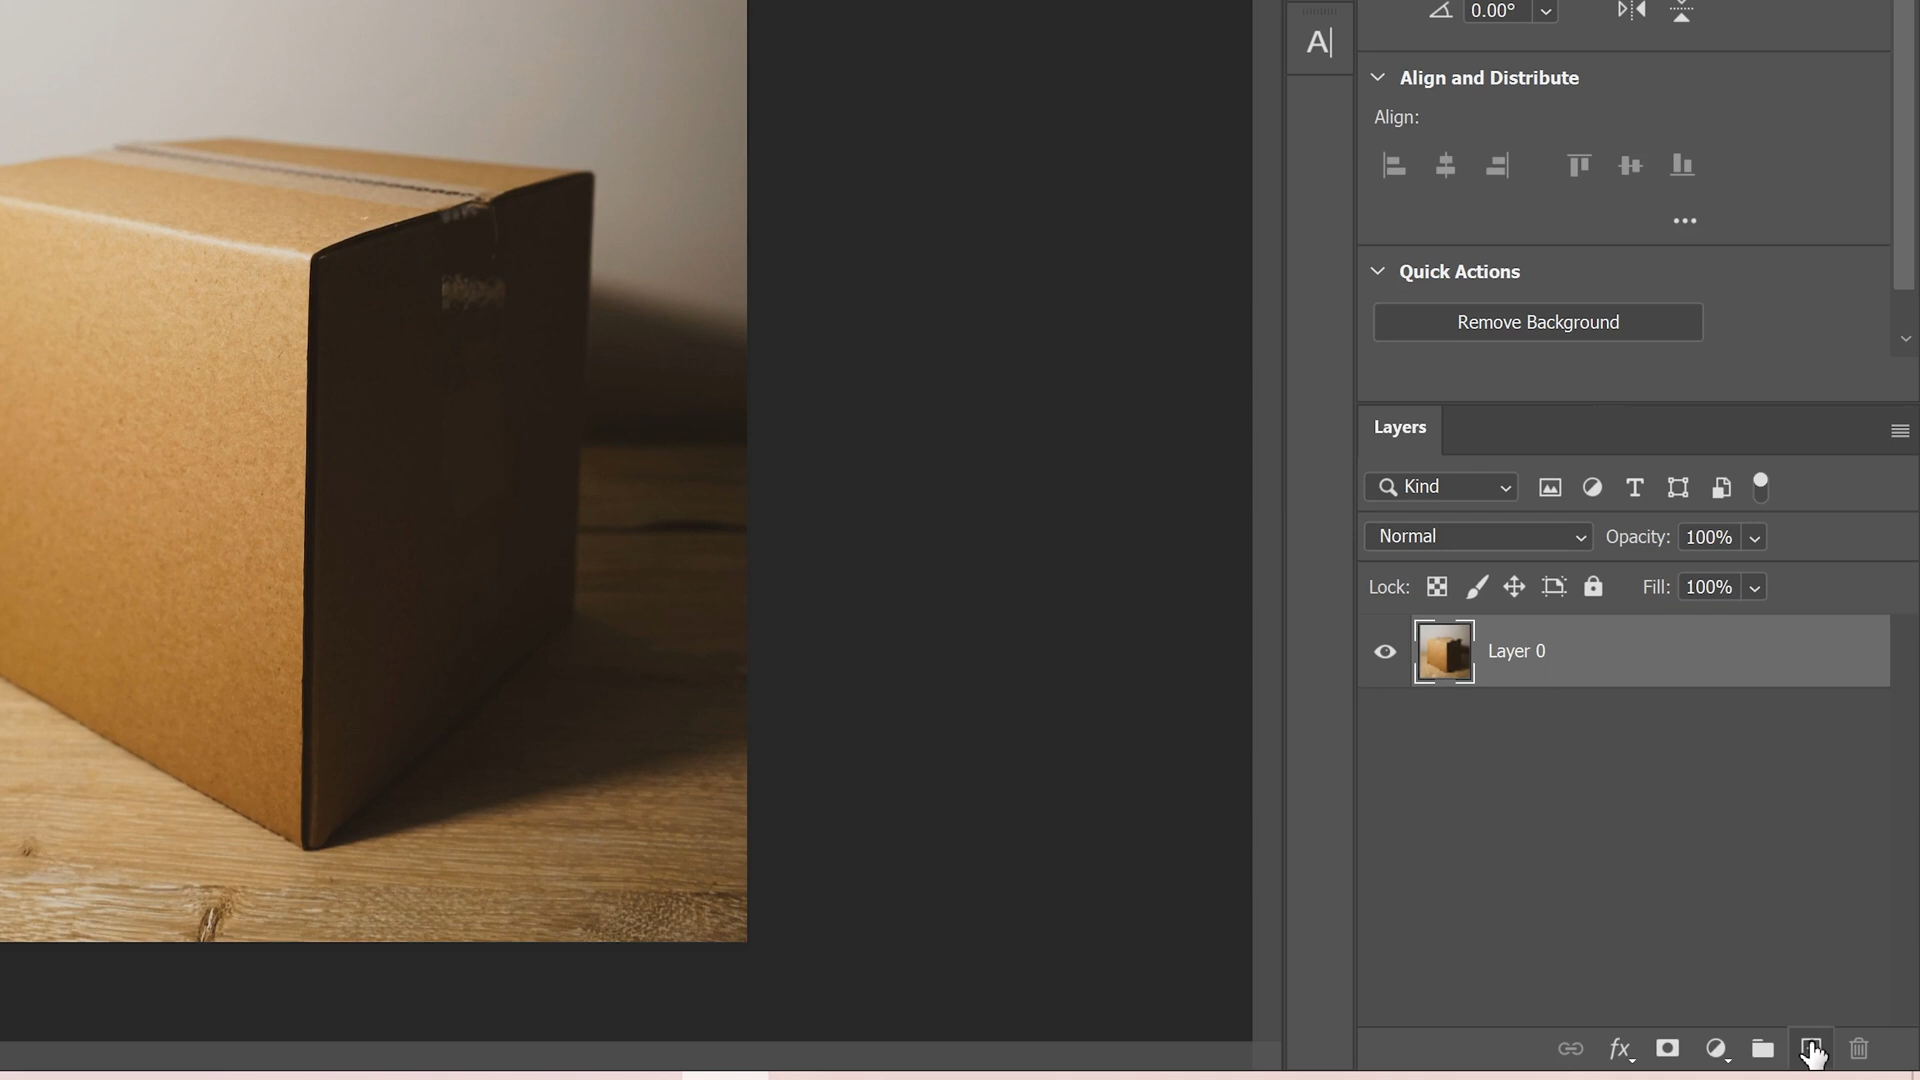 0.00°
A|
Align and Distribute
Align:
Quick Actions
Remove Background
Layers
Kind
Normal
Opacity: 100%
Lock:
Fill: 100%
Layer 0
fx